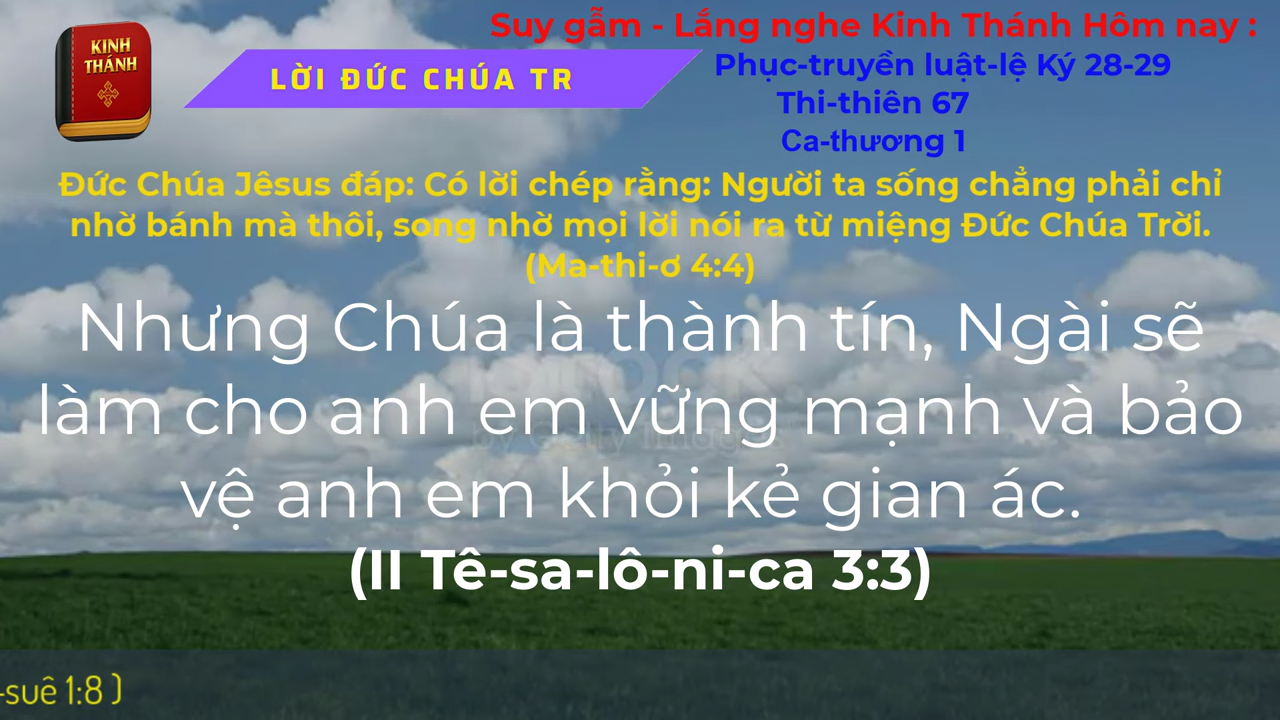 Suy gẫm - Lắng nghe Kinh Thánh Hôm nay :
KINH
THÁNH
LỜI ĐỨC CHÚA TR
Phục-truyền luật-lệ Ký 28-29
Thi-thiên 67
Ca-thương 1
Đức Chúa Jêsus đáp: Có lời chép rằng: Người ta sống chẳng phải chỉ
nhờ bánh mà thôi, song nhờ mọi lời nói ra từ miệng Đức Chúa Trời.
(Ma-thi-ơ 4:4)
Nhưng Chúa là thành tín, Ngài sẽ
làm cho anh em vững mạnh và bảo
vệ anh em khỏi kẻ gian ác.
(II Tê-sa-lô-ni-ca 3:3)
-suê 1:8 )